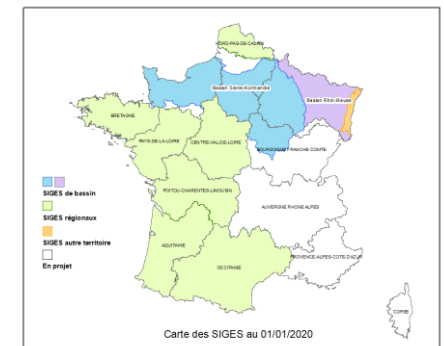 NORD-PAS-DE-CALAIS
Bassin Seine-Normandie
Bassin Rhin-Meuse
BRETAGNE
PAYS-DE-LA-LOIRE
CENTRE-VAL-DE-LOIRE
BOURGOGNE FRANCHE COMTE
POITOU-CHARENTES-LIMOUSIN
AUVERGNE RHONE ALPES
AQUITAINE
OCCITANIE
PROVENCE-ALPES-COTE-D'AZUR
CORSE
SIGES de bassin
SIGES régionaux
SIGES autre territoire
En projet
Carte des SIGES au 01/01/2020